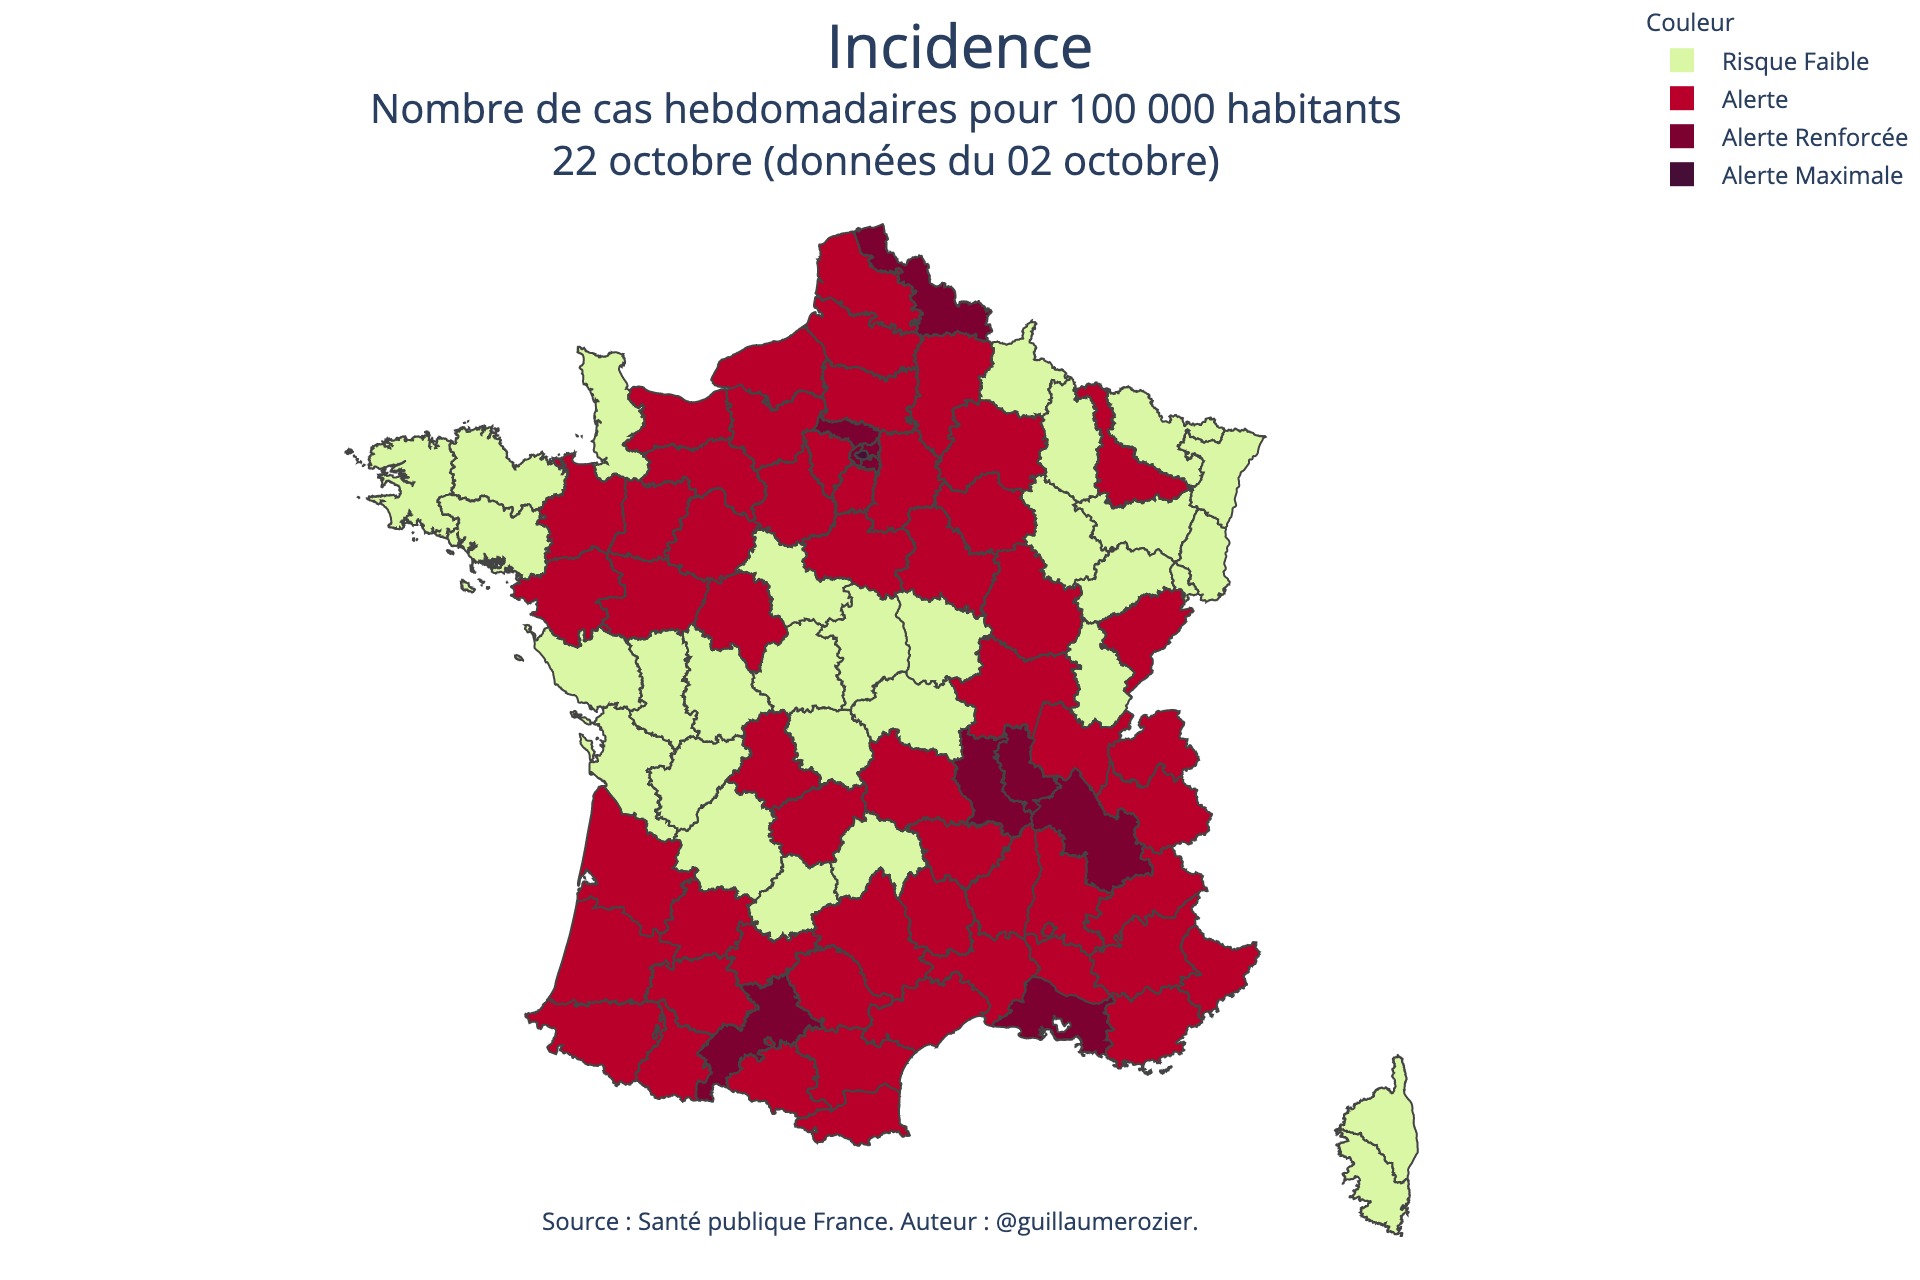 Incidence
Nombre de cas hebdomadaires pour 100 000 habitants
22 octobre (données du 02 octobre)
Couleur
Risque Faible
Alerte
Alerte Renforcée
Alerte Maximale
Source : Santé publique France. Auteur : @guillaumerozier.